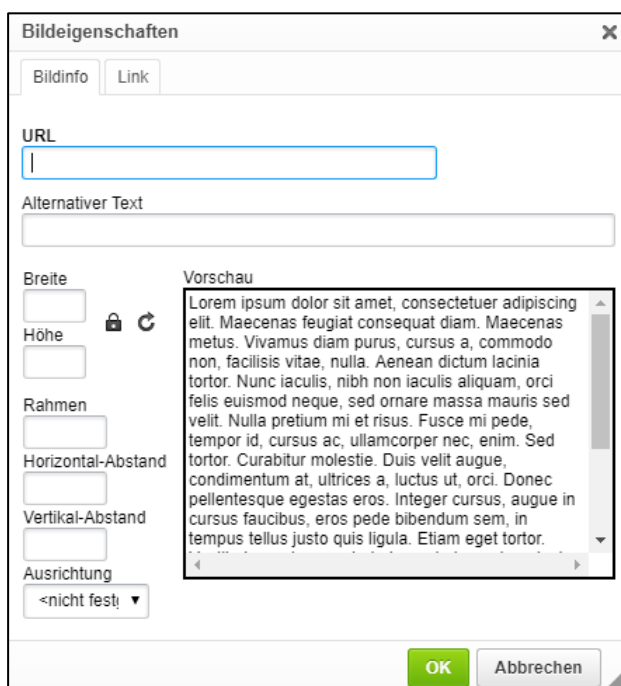 Bildeigenschaften
Bildinfo
Link
URL
Alternativer Text
Breite
Höhe
Rahmen
Horizontal-Abstand
Vertikal-Abstand
Ausrichtung
<nicht fest
Vorschau
Lorem ipsum dolor sit amet, consectetuer adipiscing
elit. Maecenas feugiat consequat diam. Maecenas
metus. Vivamus diam purus, cursus a, commodo
non, facilisis vitae, nulla. Aenean dictum lacinia
tortor. Nunc iaculis, nibh non iaculis aliquam, orci
felis euismod neque, sed ornare massa mauris sed
velit. Nulla pretium mi et risus. Fusce mi pede,
tempor id, cursus ac, ullamcorper nec, enim. Sed
tortor. Curabitur molestie. Duis velit augue,
condimentum at, ultrices a, luctus ut, orci. Donec
pellentesque egestas eros. Integer cursus, augue in
cursus faucibus, eros pede bibendum sem, in
tempus tellus justo quis ligula. Etiam eget tortor.
OK
Abbrechen